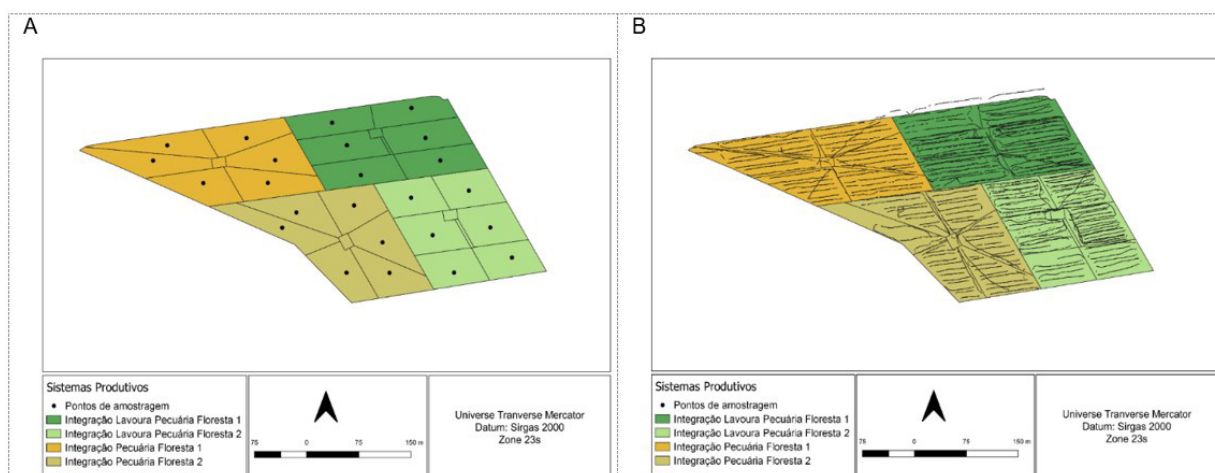 A
Sistemas Produtivos
Pontos de amostragem
Integração Lavoura Pecuária Floresta 1
Integração Lavoura Pecuária Floresta 2
Integração Pecuária Floresta 1
Integração Pecuária Floresta 2
75 0 75 150 m
Universe Tranverse Mercator
Datum: Sirgas 2000
Zone 23s
B
Sistemas Produtivos
Pontos de amostragem
Integração Lavoura Pecuária Floresta 1
Integração Lavoura Pecuária Floresta 2
Integração Pecuária Floresta 1
Integração Pecuária Floresta 2
75 0 75 150 m
Universe Tranverse Mercator
Datum: Sirgas 2000
Zone 23s